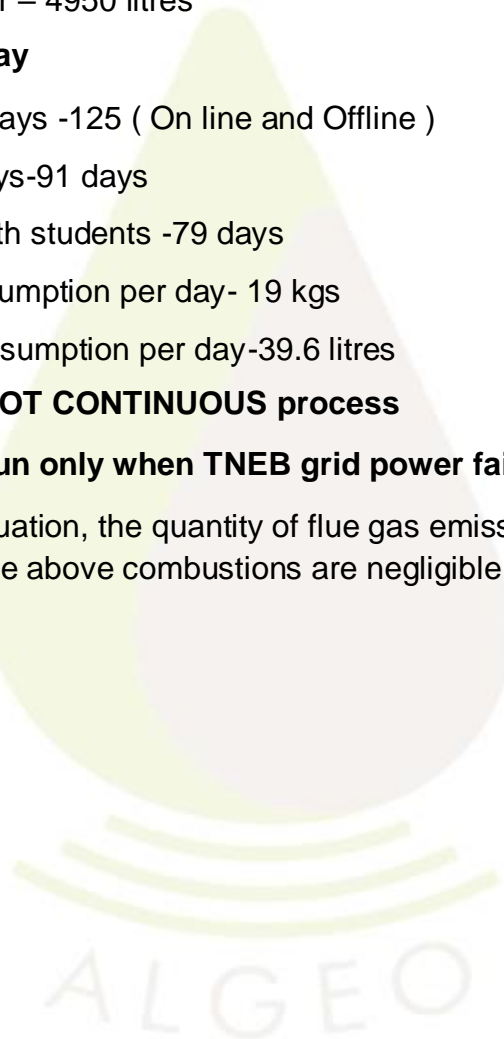 – 4950 litres
ay
ays -125 ( On line and Offline )
ys-91 days
th students -79 days
umption per day- 19 kgs
sumption per day-39.6 litres
OT CONTINUOUS process
un only when TNEB grid power fai
uation, the quantity of flue gas emiss
e above combustions are negligible
ALGEO